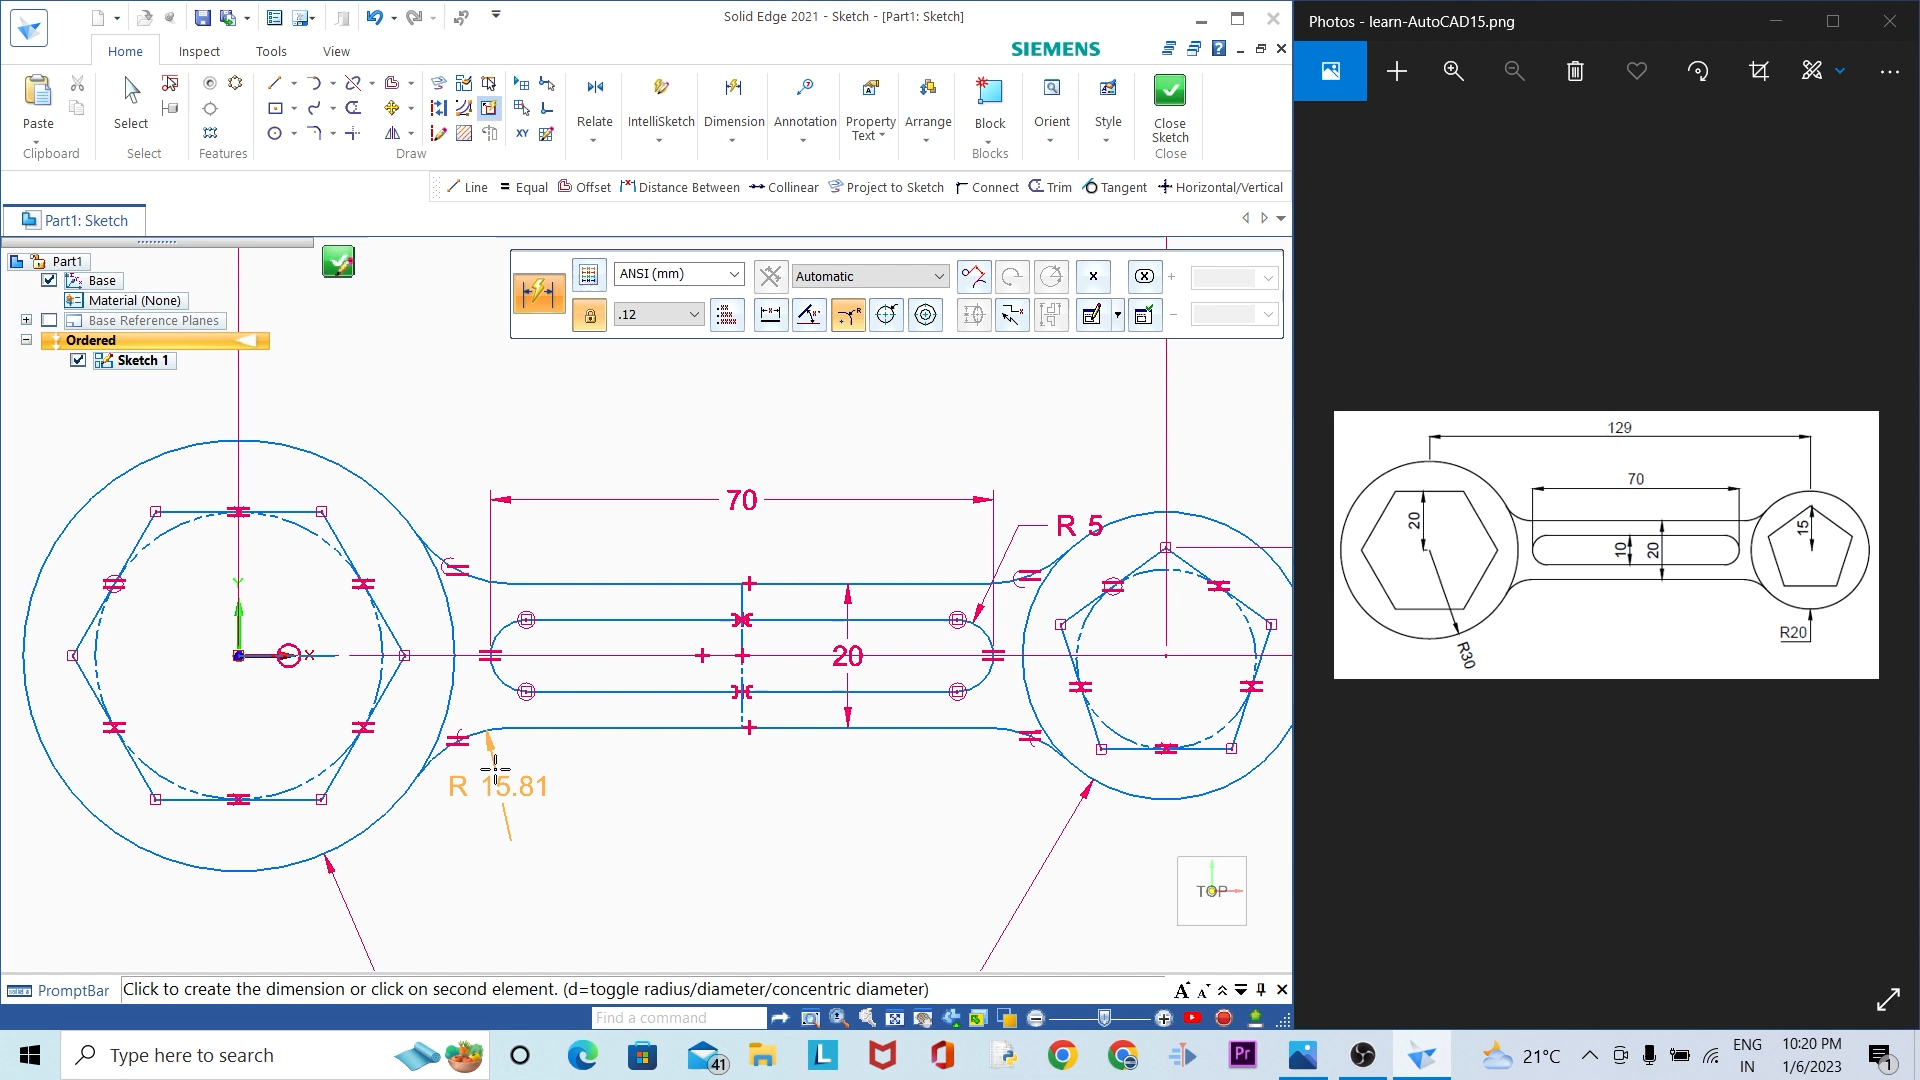 Solid Edge 2021 - Sketch - [Part1: Sketch]
Photos - learn-AutoCAD15.png
Home
Inspect
Tools
View
SIEMENS
Paste
Select
Relate
IntelliSketch
Dimension
Annotation
Property
Text
Arrange
Block
Orient
Style
Close
Sketch
Clipboard
Select
Features
Draw
Blocks
Close
XY
Line
Equal
Offset
Distance Between
Collinear
Project to Sketch
Connect
Trim
Tangent
Horizontal/Vertical
Part1: Sketch
Part1
Base
Material (None)
Base Reference Planes
Ordered
Sketch 1
ANSI (mm)
Automatic
.12
x
70
R 5
20
R 15.81
Y
X
TOP
129
70
20
10
20
15
R20
R30
PromptBar
Click to create the dimension or click on second element. (d=toggle radius/diameter/concentric diameter)
Find a command
Type here to search
41
L
Pr
21°C
ENG
IN
10:20 PM
1/6/2023
1